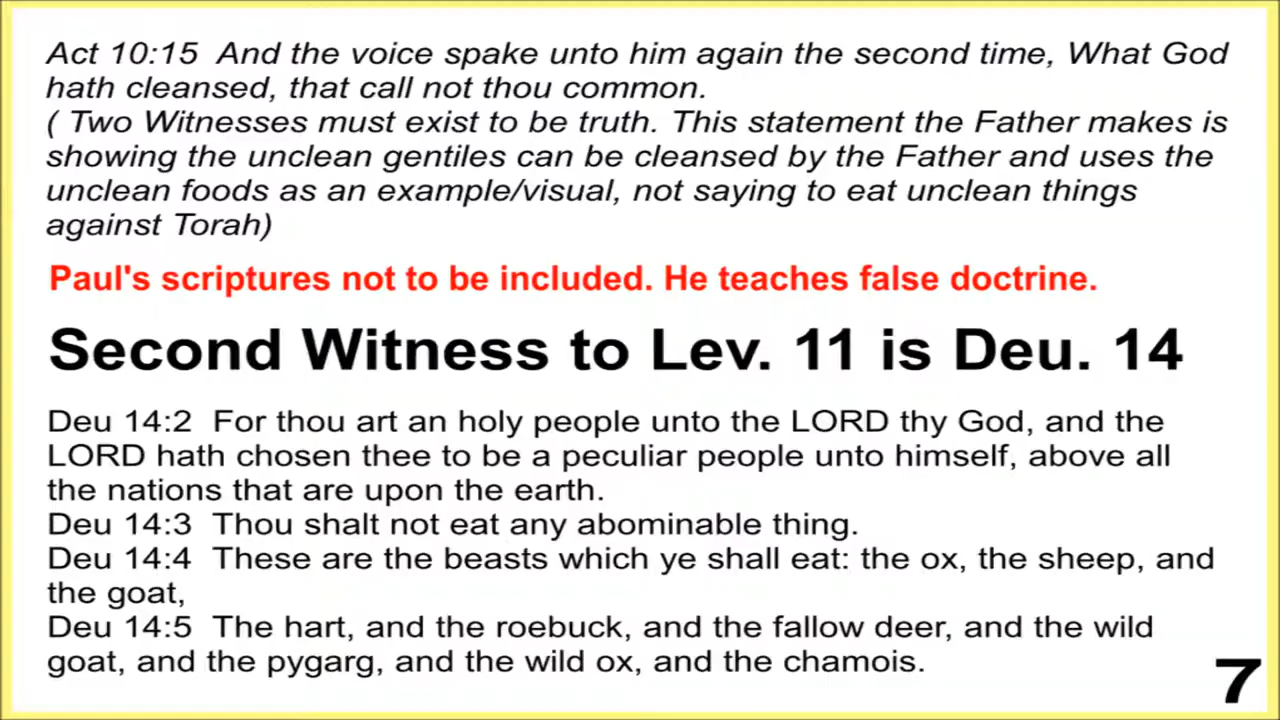 Act 10:15  And the voice spake unto him again the second time, What God
hath cleansed, that call not thou common.
( Two Witnesses must exist to be truth. This statement the Father makes is
showing the unclean gentiles can be cleansed by the Father and uses the
unclean foods as an example/visual, not saying to eat unclean things
against Torah)
Paul's scriptures not to be included. He teaches false doctrine.
Second Witness to Lev. 11 is Deu. 14
Deu 14:2  For thou art an holy people unto the LORD thy God, and the
LORD hath chosen thee to be a peculiar people unto himself, above all
the nations that are upon the earth.
Deu 14:3  Thou shalt not eat any abominable thing.
Deu 14:4  These are the beasts which ye shall eat: the ox, the sheep, and
the goat,
Deu 14:5  The hart, and the roebuck, and the fallow deer, and the wild
goat, and the pygarg, and the wild ox, and the chamois.
7